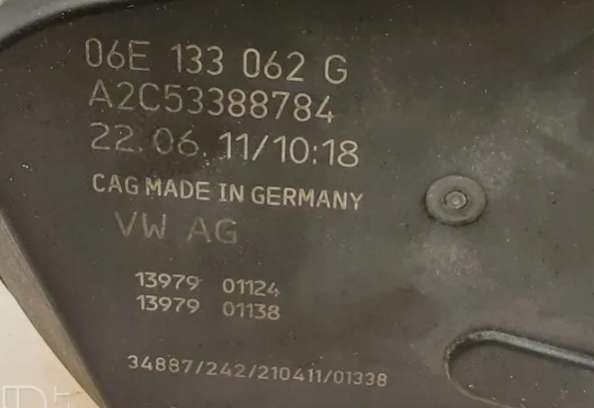 06E 133 062 G
A2C53388784
22.06.11/10:18
CAG MADE IN GERMANY
VW AG
13979 01124
13979 01138
34887/242/210411/01338